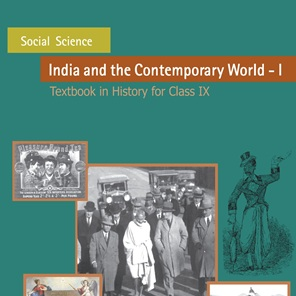 Social Science
India and the Contemporary World - I
Textbook in History for Class IX